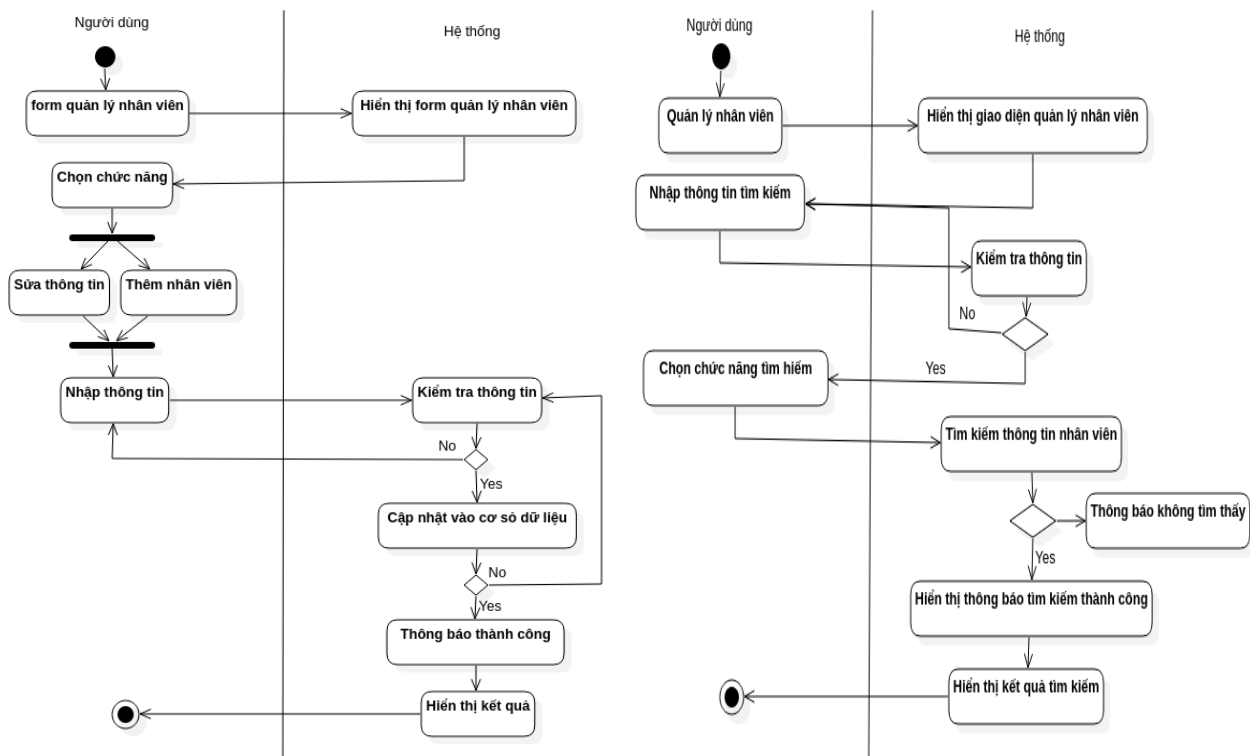 Người dùng
Hệ thống
form quản lý nhân viên
Hiển thị form quản lý nhân viên
Chọn chức năng
Sửa thông tin
Thêm nhân viên
Nhập thông tin
Kiểm tra thông tin
No
Yes
Cập nhật vào cơ sỏ dữ liệu
No
Yes
Thông báo thành công
Hiển thị kết quả
Người dùng
Hệ thống
Quản lý nhân viên
Hiển thị giao diện quản lý nhân viên
Nhập thông tin tìm kiếm
Kiểm tra thông tin
No
Yes
Chọn chức năng tìm hiếm
Tìm kiếm thông tin nhân viên
Thông báo không tìm thấy
Yes
Hiển thị thông báo tìm kiếm thành công
Hiển thị kết quả tìm kiếm